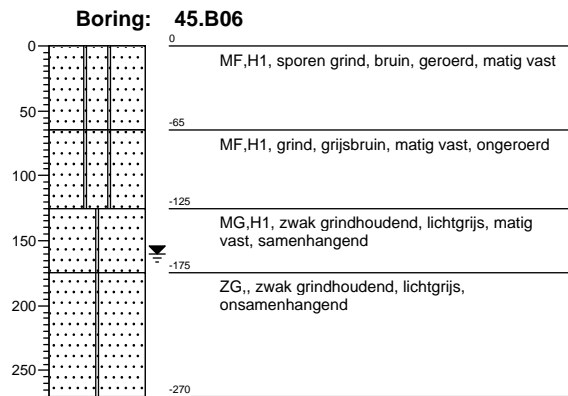 Boring: 45.B06
0
0
MF,H1, sporen grind, bruin, geroerd, matig vast
50
-65
MF,H1, grind, grijsbruin, matig vast, ongeroerd
100
-125
MG,H1, zwak grindhoudend, lichtgrijs, matig
vast, samenhangend
150
-175
ZG,, zwak grindhoudend, lichtgrijs,
onsamenhangend
200
250
-270